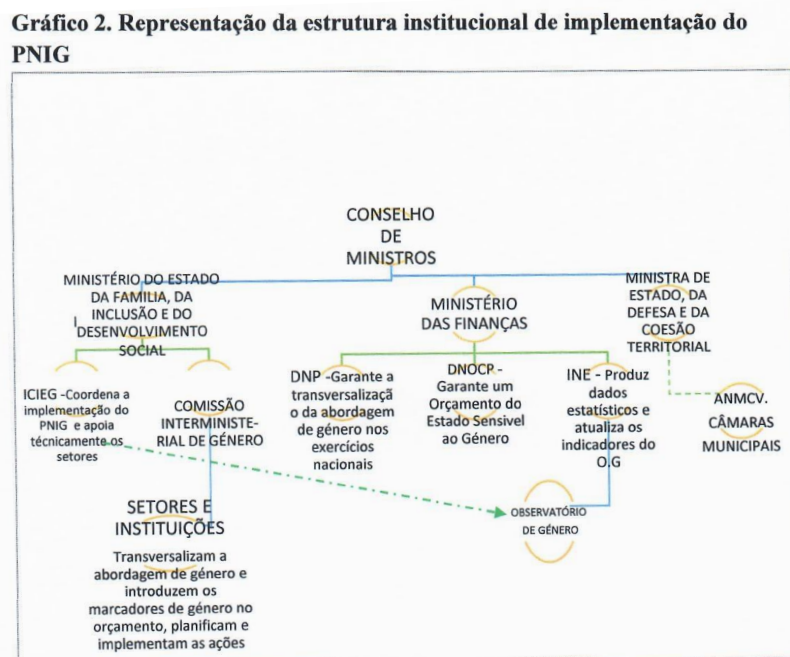 Gráfico 2. Representação da estrutura institucional de implementação do
PNIG
CONSELHO
DE
MINISTROS
MINISTÉRIO DO ESTADO
DA FAMILIA, DA
INCLUSÃO E DO
DESENVOLVIMENTO
SOCIAL
MINISTÉRIO
DAS FINANÇAS
MINISTRA DE
ESTADO, DA
DEFESA E DA
COESÃO
TERRITORIAL
ICIEG -Coordena a
implementação do
PNIG e apoia
técnicamente os
setores
COMISSÃO
INTERMINISTE-
RIAL DE GÉNERO
DNP -Garante a
transversalizaçã
o da abordagem
de género nos
exercícios
nacionais
DNOCP -
Garante um
Orçamento do
Estado Sensivel
ao Género
INE - Produz
dados
estatísticos e
atualiza os
indicadores do
O.G
ANMCV.
CÂMARAS
MUNICIPAIS
SETORES E
INSTITUIÇÕES
Transversalizam a
abordagem de género e
introduzem os
marcadores de género no
orçamento, planificam e
implementam as ações
OBSERVATÓRIO
DE GÉNERO